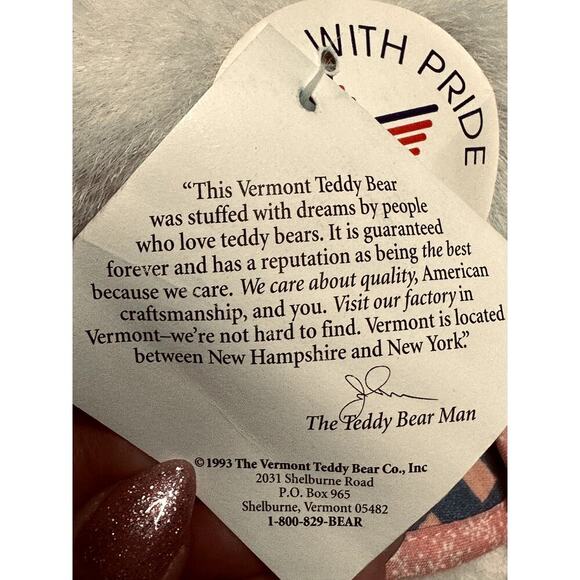 WITH PRIDE
“This Vermont Teddy Bear
was stuffed with dreams by people
who love teddy bears. It is guaranteed
forever and has a reputation as being the best
because we care. We care about quality, American
craftsmanship, and you. Visit our factory in
Vermont–we're not hard to find. Vermont is located
between New Hampshire and New York.”
The Teddy Bear Man
© 1993 The Vermont Teddy Bear Co., Inc
2031 Shelburne Road
P.O. Box 965
Shelburne, Vermont 05482
1-800-829-BEAR